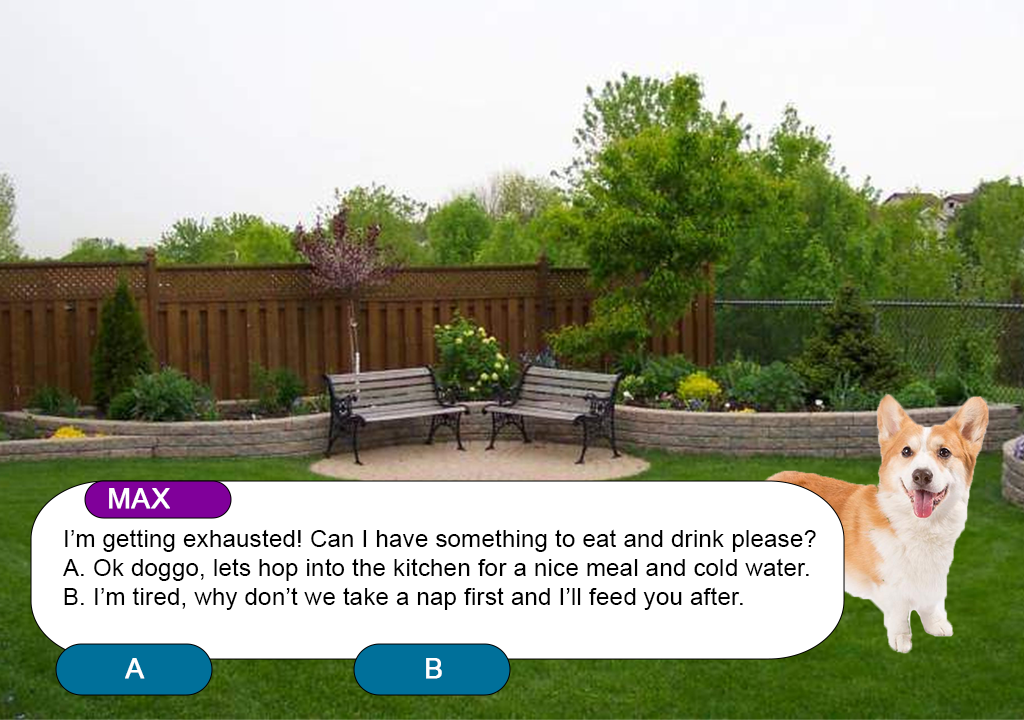 MAX
I’m getting exhausted! Can I have something to eat and drink please?
A. Ok doggo, lets hop into the kitchen for a nice meal and cold water.
B. I’m tired, why don’t we take a nap first and I’ll feed you after.
A B